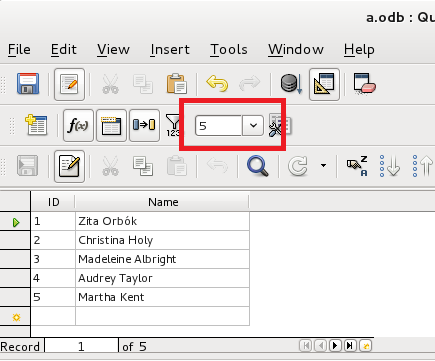 a.odb : Qu
File Edit View Insert Tools Window Help
f(x) 123 5
Z A
ID Name
1 Zita Orbók
2 Christina Holy
3 Madeleine Albright
4 Audrey Taylor
5 Martha Kent
Record 1 of 5